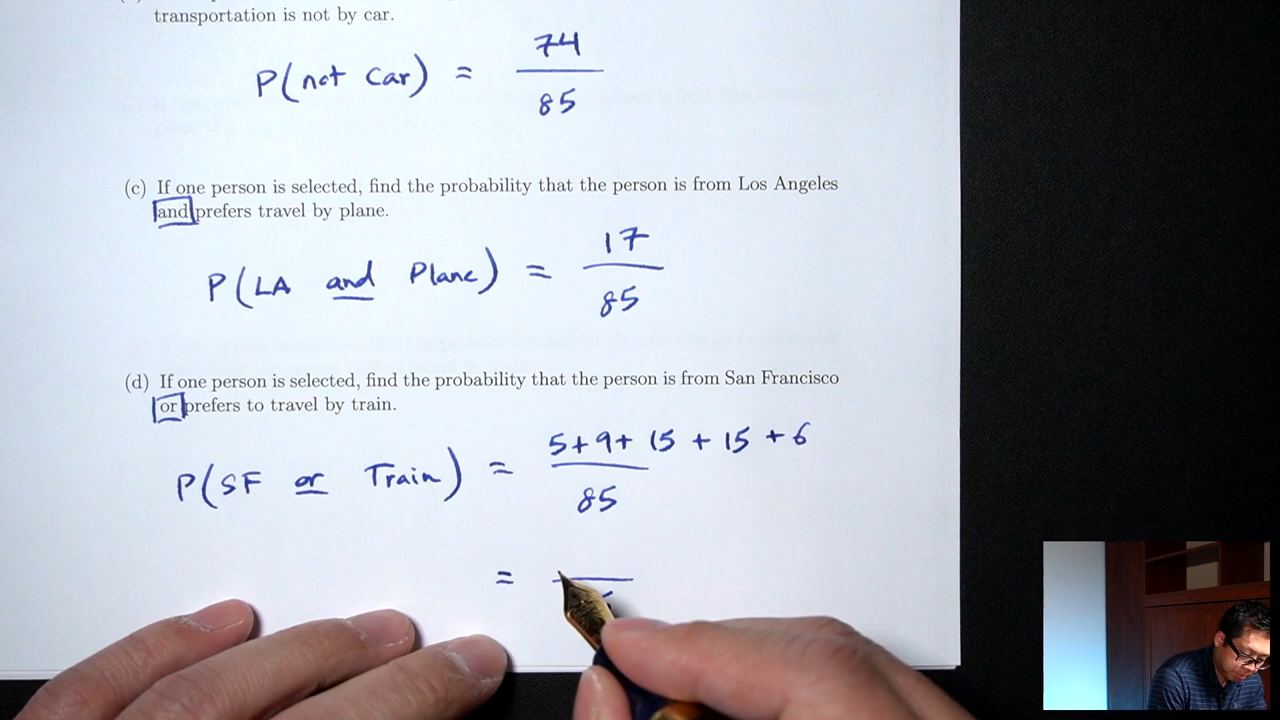 transportation is not by car.
P(not Car) = 74/85
(c) If one person is selected, find the probability that the person is from Los Angeles
and prefers travel by plane.
P(LA and Plane) = 17/85
(d) If one person is selected, find the probability that the person is from San Francisco
or prefers to travel by train.
P(SF or Train) = 5+9+15+15+6/85
=